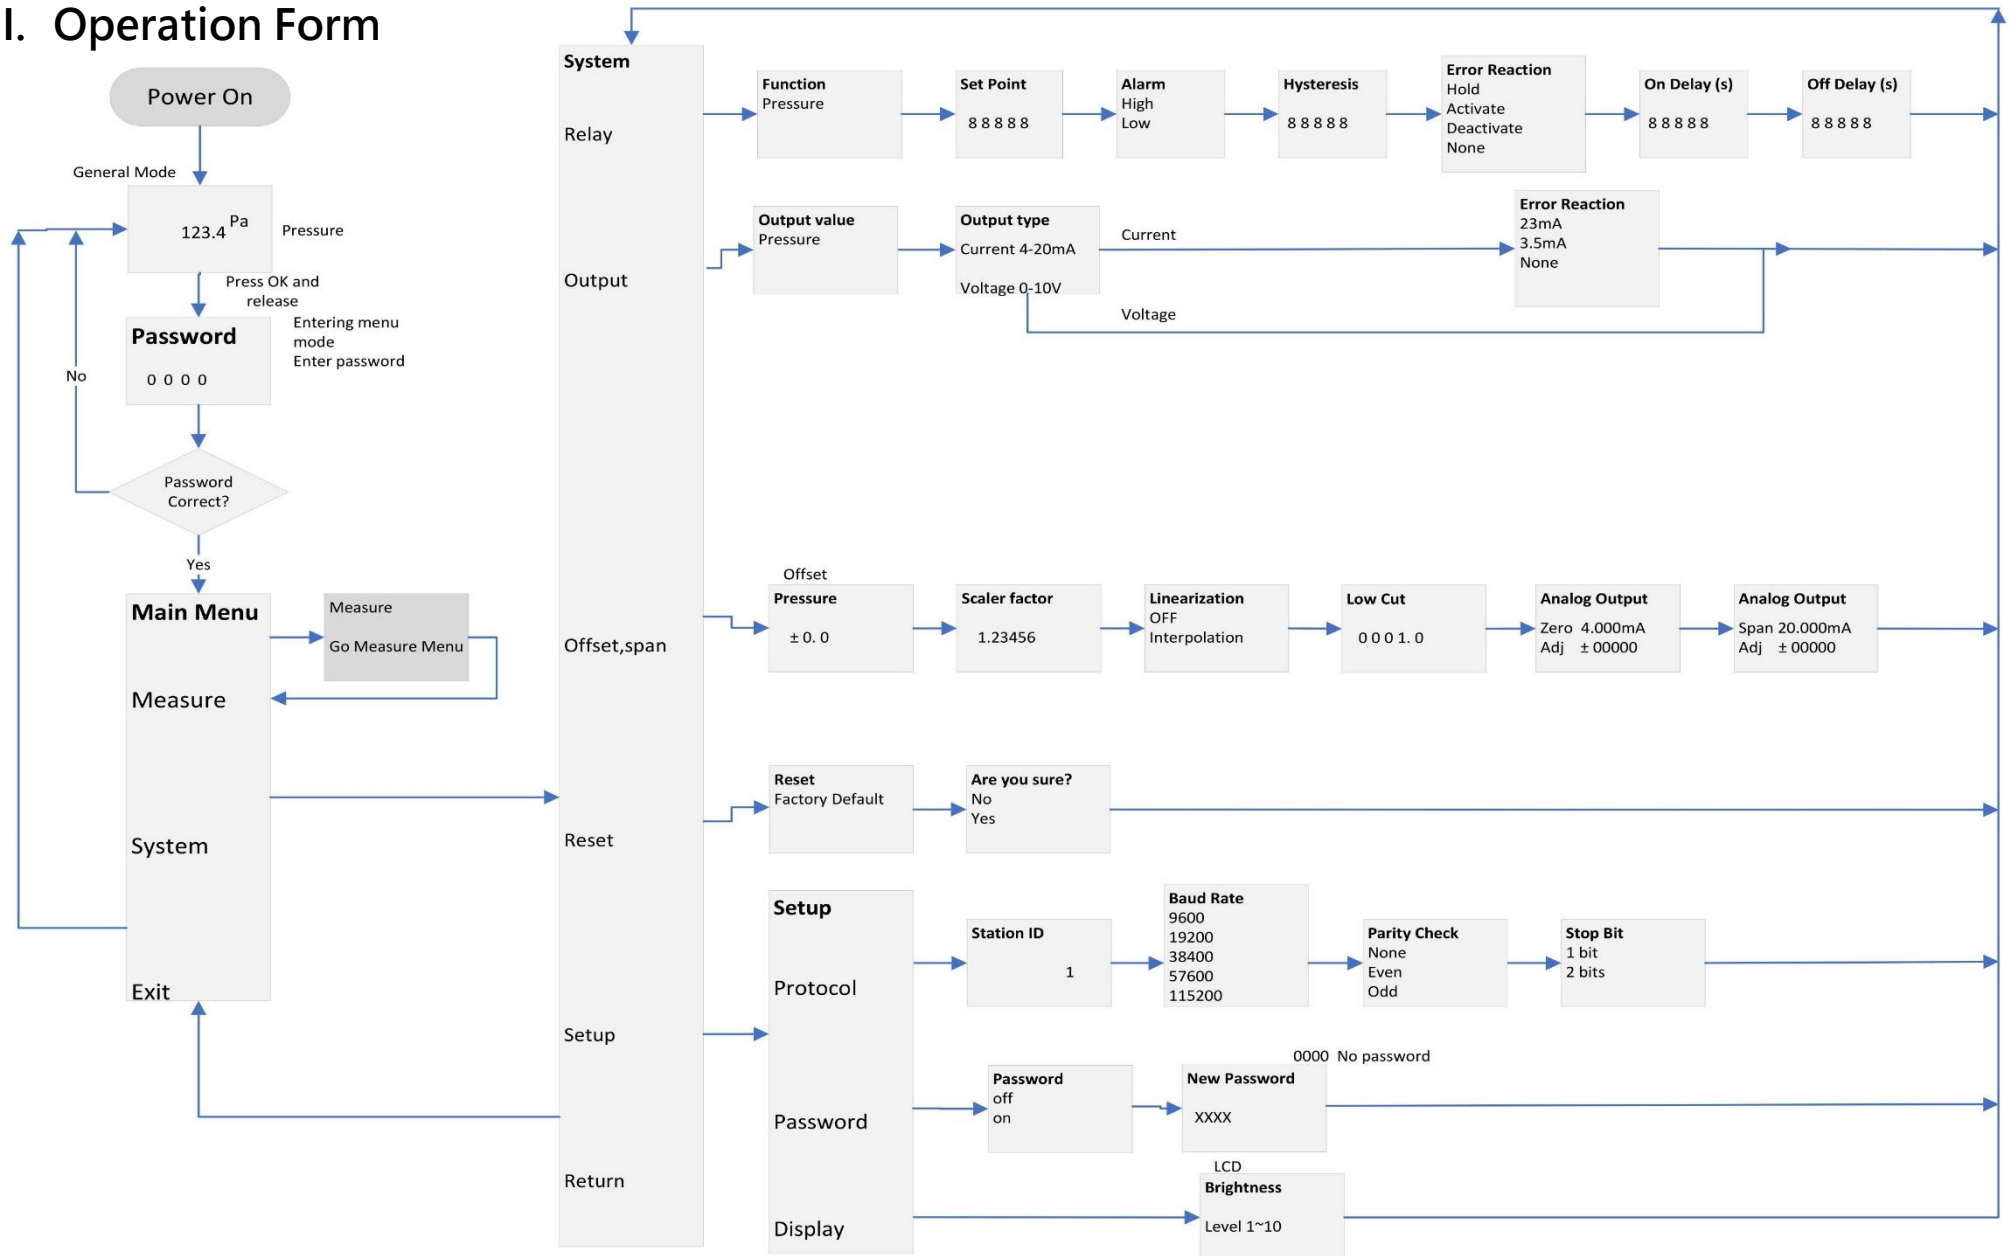 I. Operation Form
Power On
General Mode
123.4 Pa
Pressure
Press OK and
release
Password
0 0 0 0
Entering menu
mode
Enter password
No
Password
Correct?
Yes
Main Menu
Measure
System
Exit
Measure
Go Measure Menu
System
Relay
Output
Offset,span
Reset
Setup
Return
Function
Pressure
Set Point
8 8 8 8 8
Alarm
High
Low
Hysteresis
8 8 8 8 8
Error Reaction
Hold
Activate
Deactivate
None
On Delay (s)
8 8 8 8 8
Off Delay (s)
8 8 8 8 8
Output value
Pressure
Output type
Current 4-20mA
Voltage 0-10V
Current
Voltage
Error Reaction
23mA
3.5mA
None
Offset
Pressure
± 0. 0
Scaler factor
1.23456
Linearization
OFF
Interpolation
Low Cut
0 0 0 1. 0
Analog Output
Zero 4.000mA
Adj ± 00000
Analog Output
Span 20.000mA
Adj ± 00000
Reset
Factory Default
Are you sure?
No
Yes
Setup
Protocol
Password
Display
Station ID
1
Baud Rate
9600
19200
38400
57600
115200
Parity Check
None
Even
Odd
Stop Bit
1 bit
2 bits
Password
off
on
0000 No password
New Password
XXXX
LCD
Brightness
Level 1~10